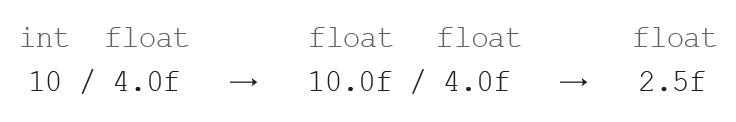 int float float float float
10 / 4.0f → 10.0f / 4.0f → 2.5f